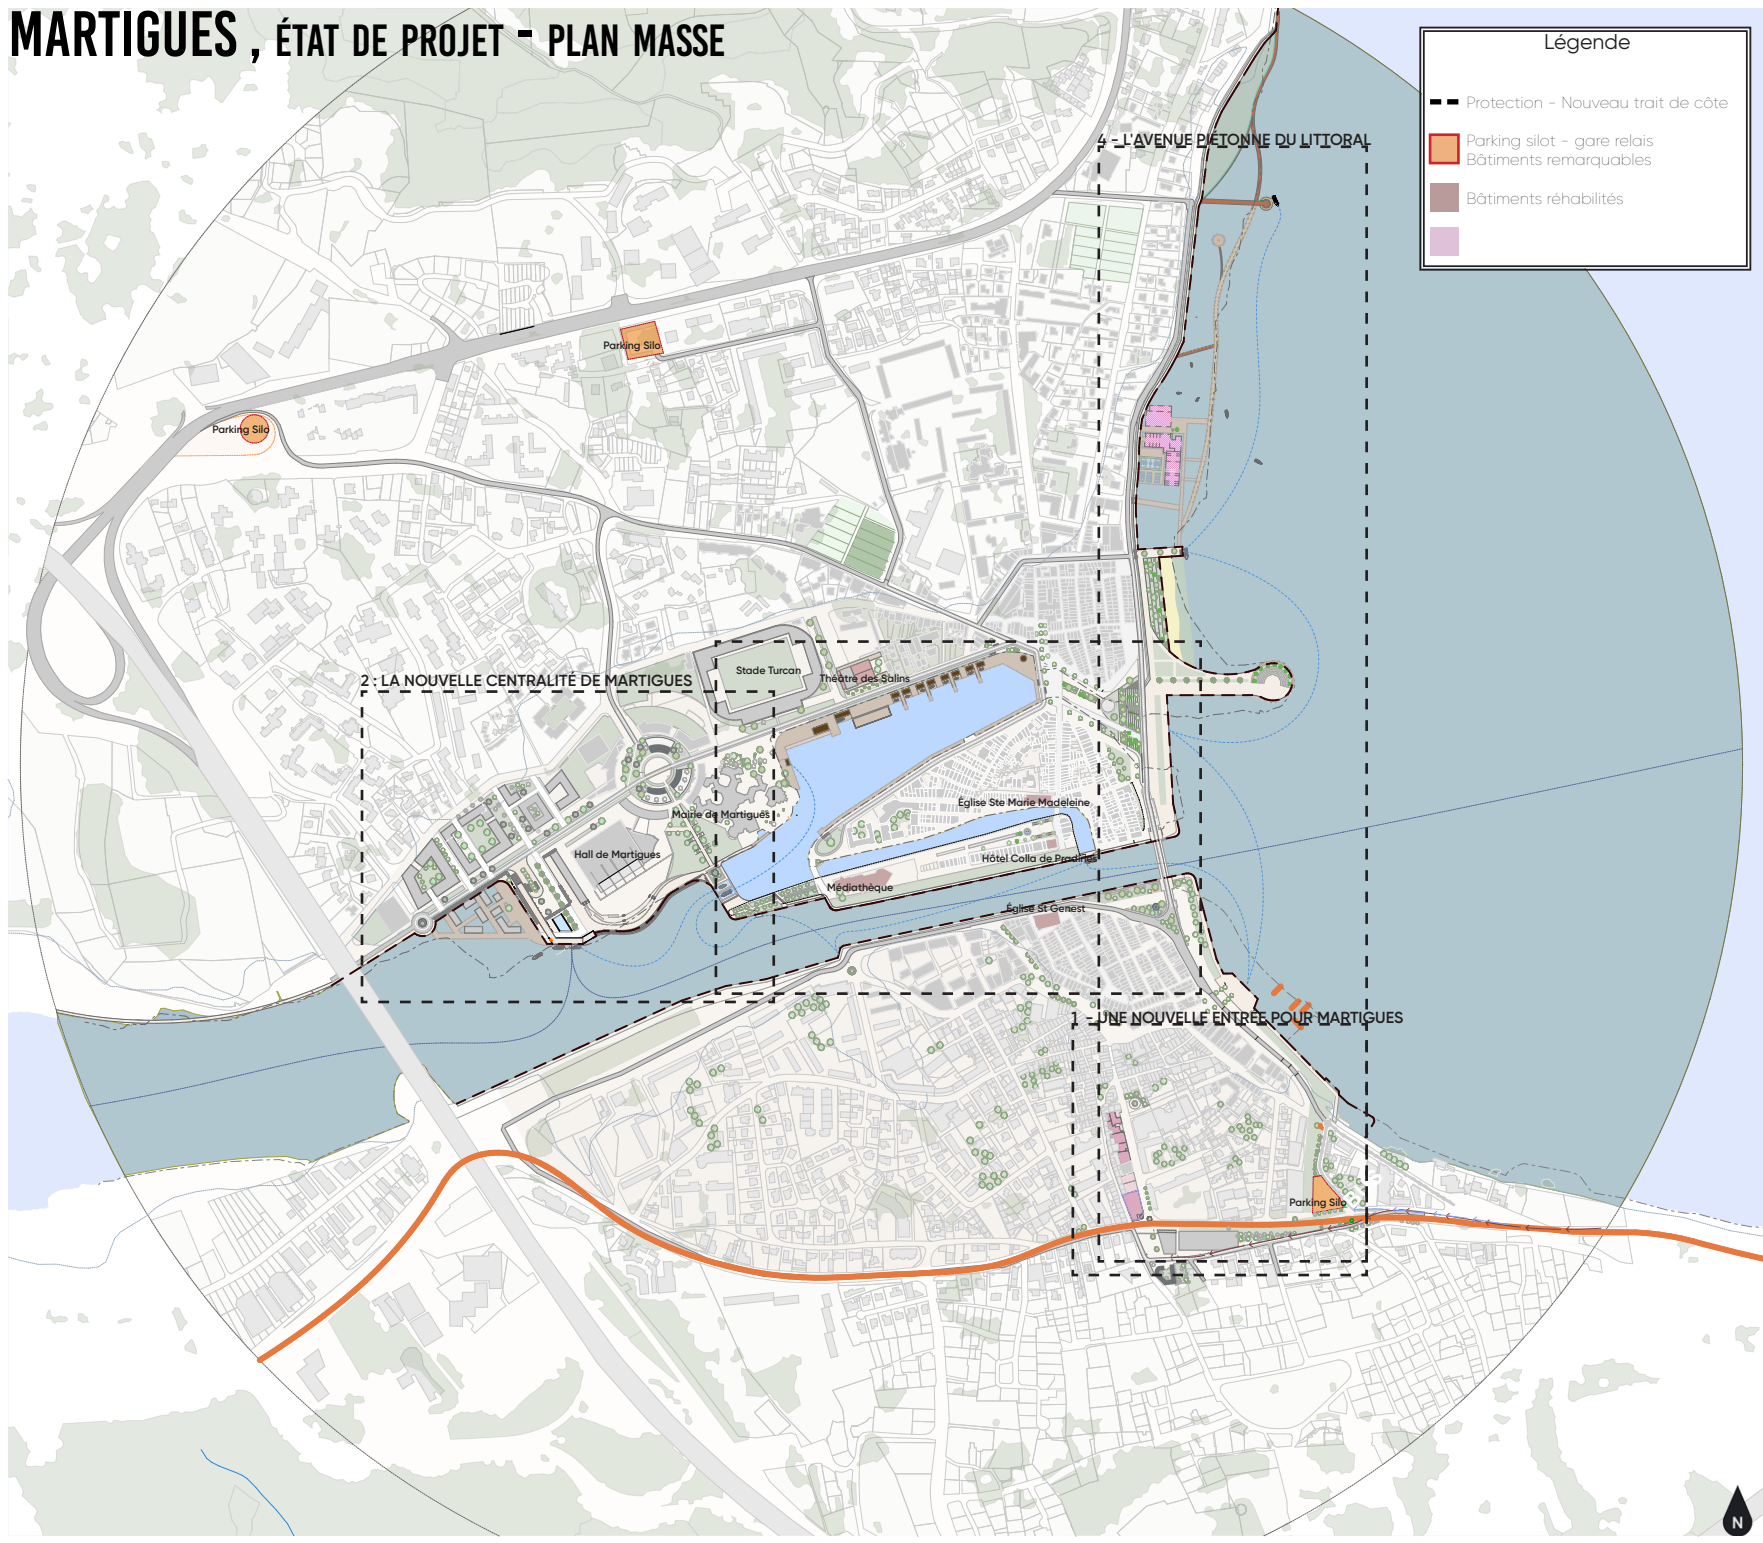 MARTIGUES , ÉTAT DE PROJET - PLAN MASSE
Légende
Protection - Nouveau trait de côte
Parking silot - gare relais
Bâtiments remarquables
Bâtiments réhabilités
4 - L'AVENUE PIÉTONNE DU LITTORAL
Parking Silo
Parking Silo
Stade Turcan
Théâtre des Salins
2 : LA NOUVELLE CENTRALITÉ DE MARTIGUES
Église Ste Marie Madeleine
Mairie de Martigues
Hall de Martigues
Hôtel Colla de Pradines
Médiathèque
Église St Genest
1 - UNE NOUVELLE ENTRÉE POUR MARTIGUES
Parking Silo
N